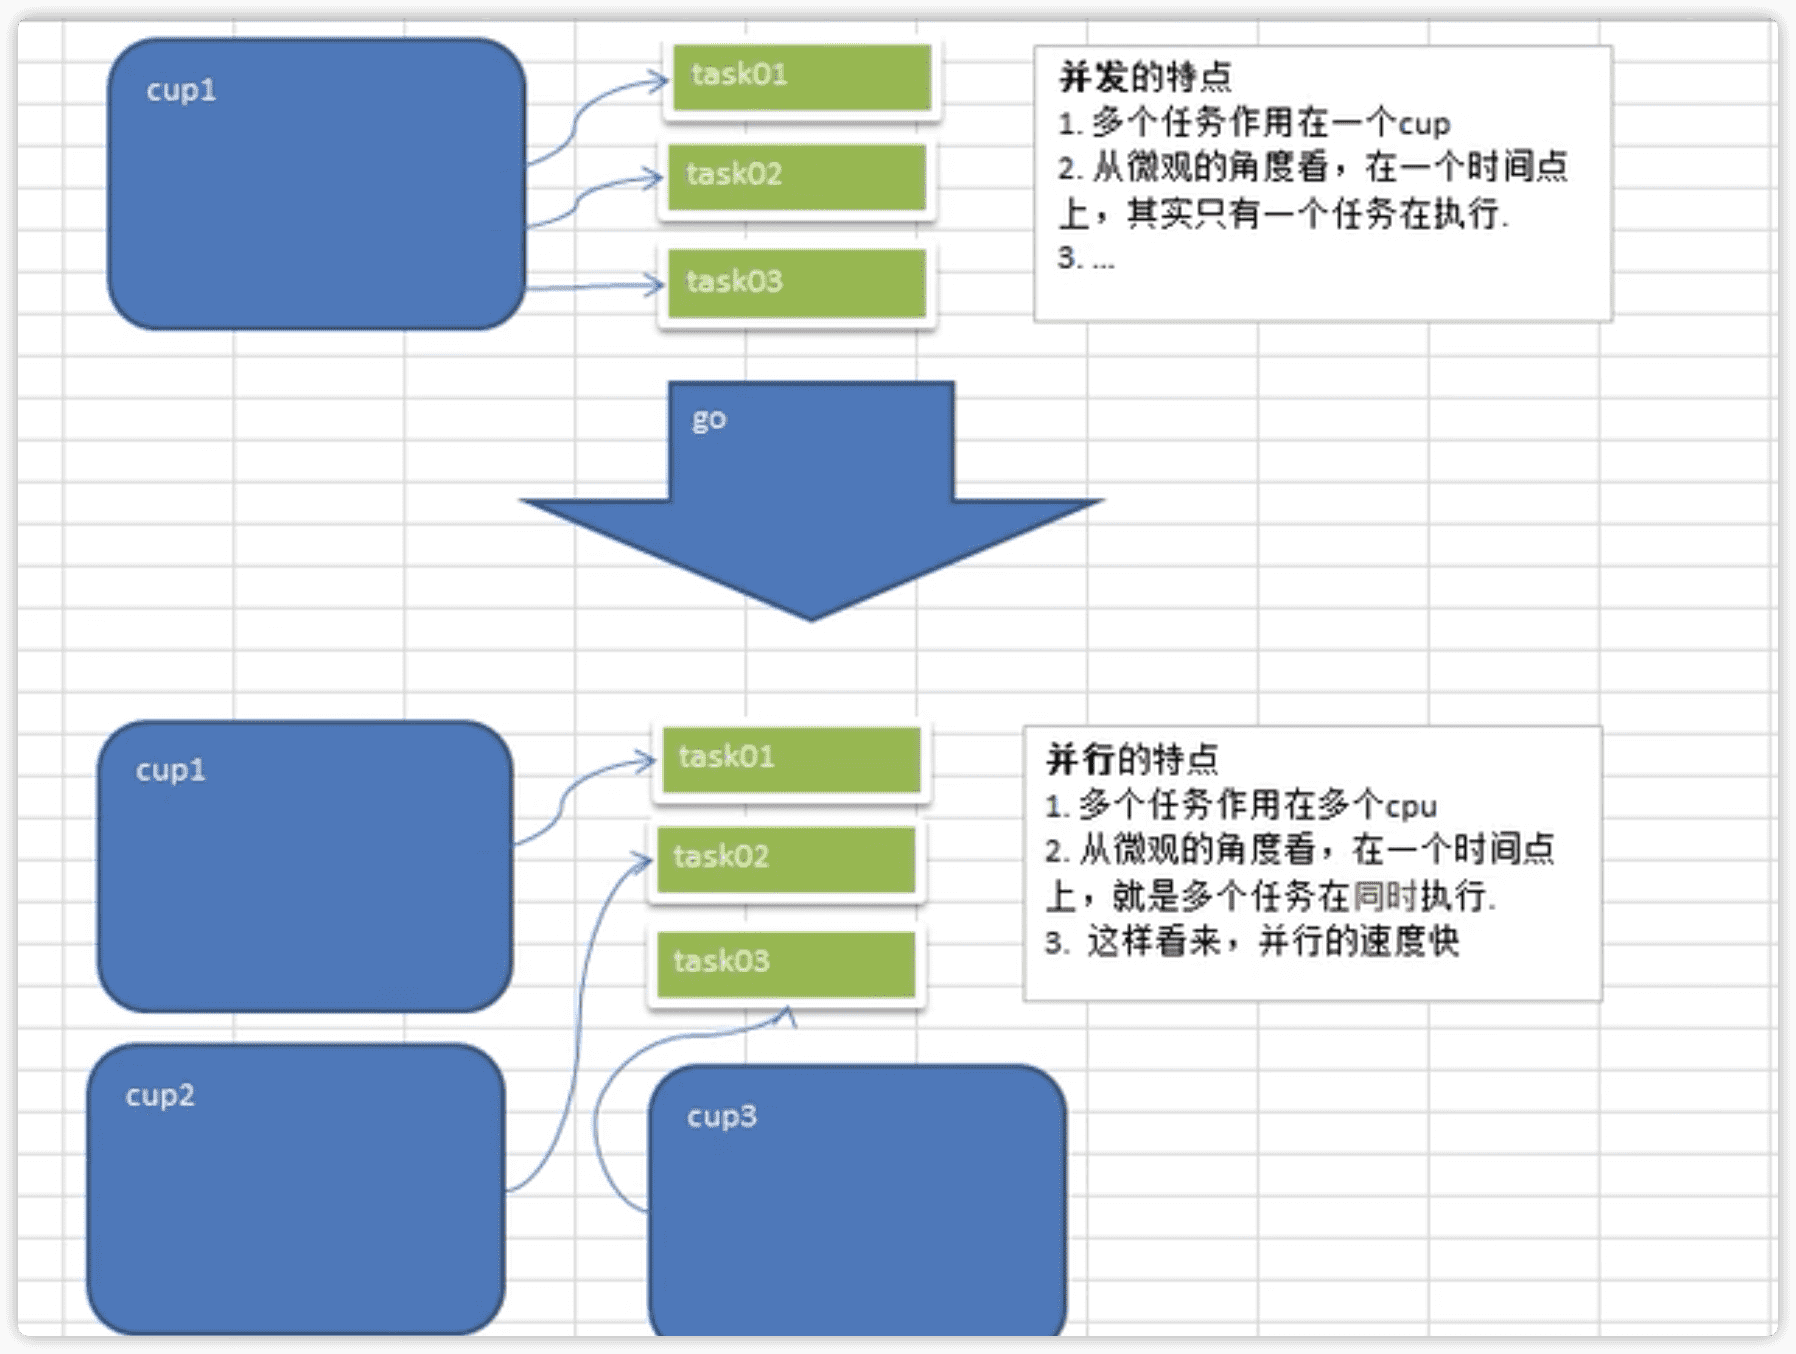 cup1
task01
task02
task03
并发的特点
1. 多个任务作用在一个cup
2. 从微观的角度看，在一个时间点
上，其实只有一个任务在执行.
3. ...
go
cup1
task01
task02
task03
并行的特点
1. 多个任务作用在多个cpu
2. 从微观的角度看，在一个时间点
上，就是多个任务在同时执行.
3. 这样看来，并行的速度快
cup2
cup3